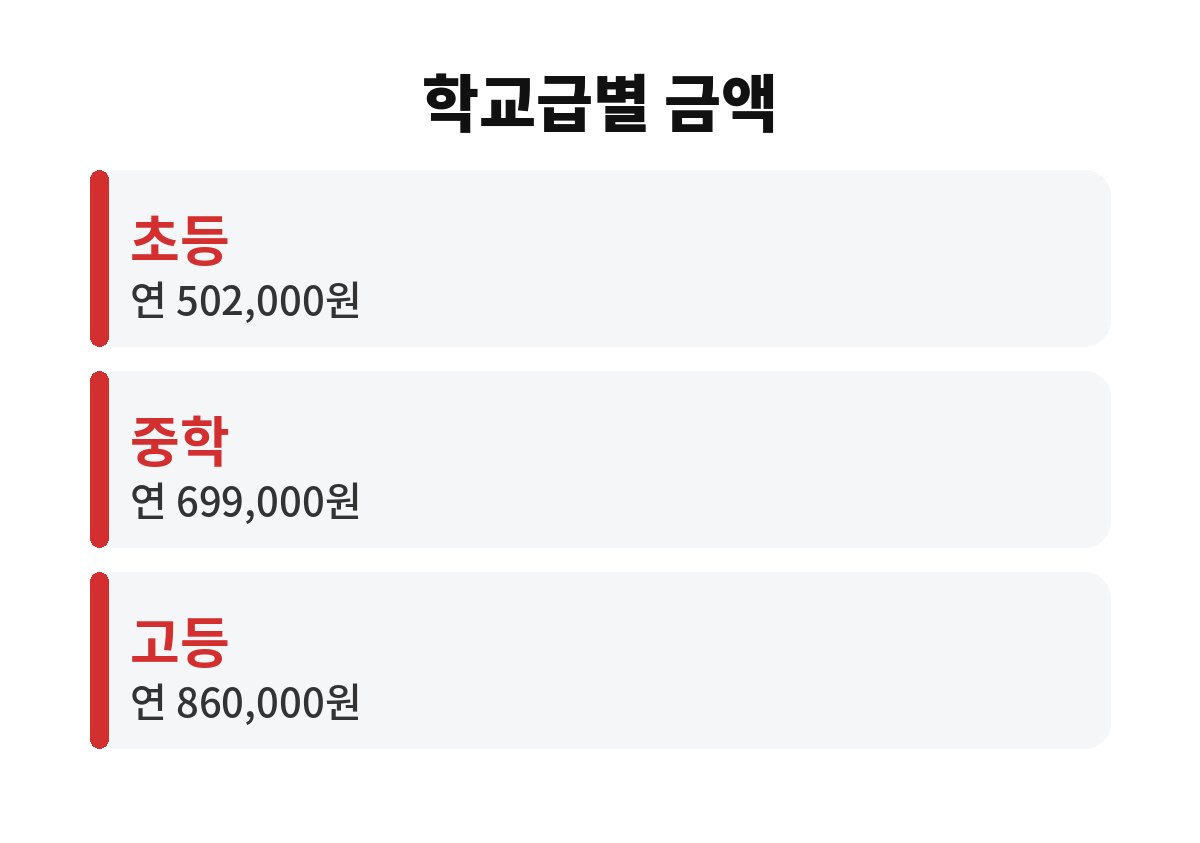 학교급별 금액
초등
연 502,000원
중학
연 699,000원
고등
연 860,000원